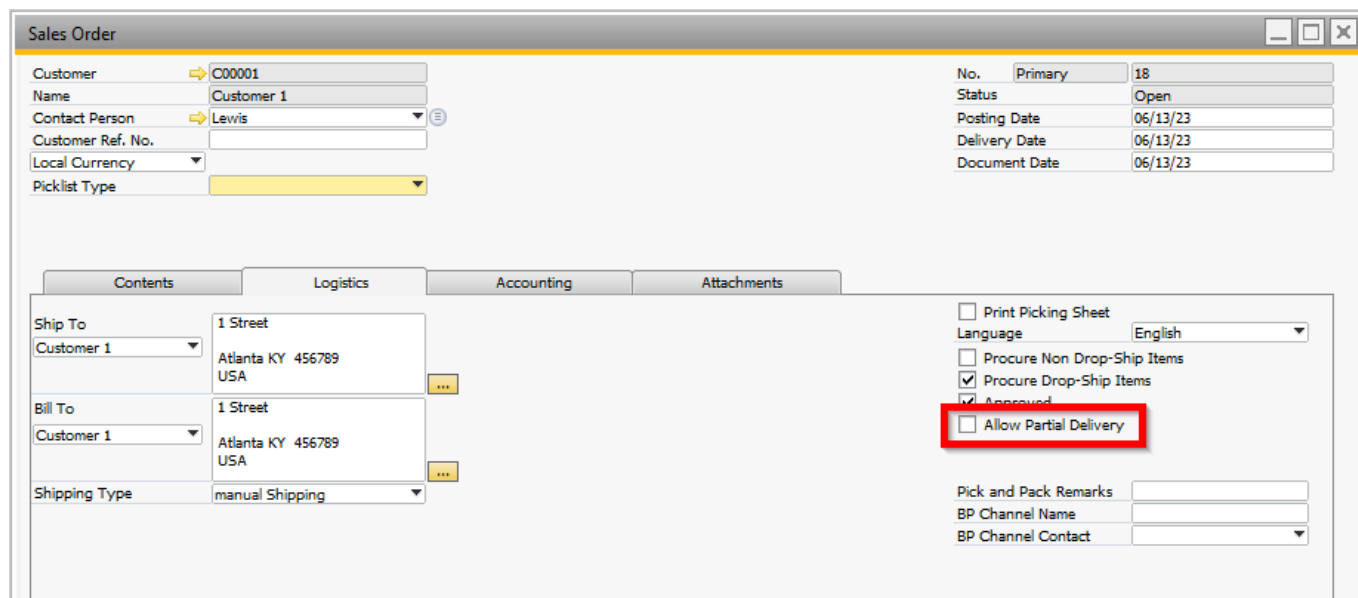 Sales Order
Customer C00001
Name Customer 1
Contact Person Lewis
Customer Ref. No.
Local Currency
Picklist Type
No. Primary 18
Status Open
Posting Date 06/13/23
Delivery Date 06/13/23
Document Date 06/13/23
Contents Logistics Accounting Attachments
Ship To
Customer 1
1 Street
Atlanta KY 456789
USA
...
Bill To
Customer 1
1 Street
Atlanta KY 456789
USA
...
Shipping Type manual Shipping
Print Picking Sheet
Language English
Procure Non Drop-Ship Items
Procure Drop-Ship Items
Approved
Allow Partial Delivery
Pick and Pack Remarks
BP Channel Name
BP Channel Contact